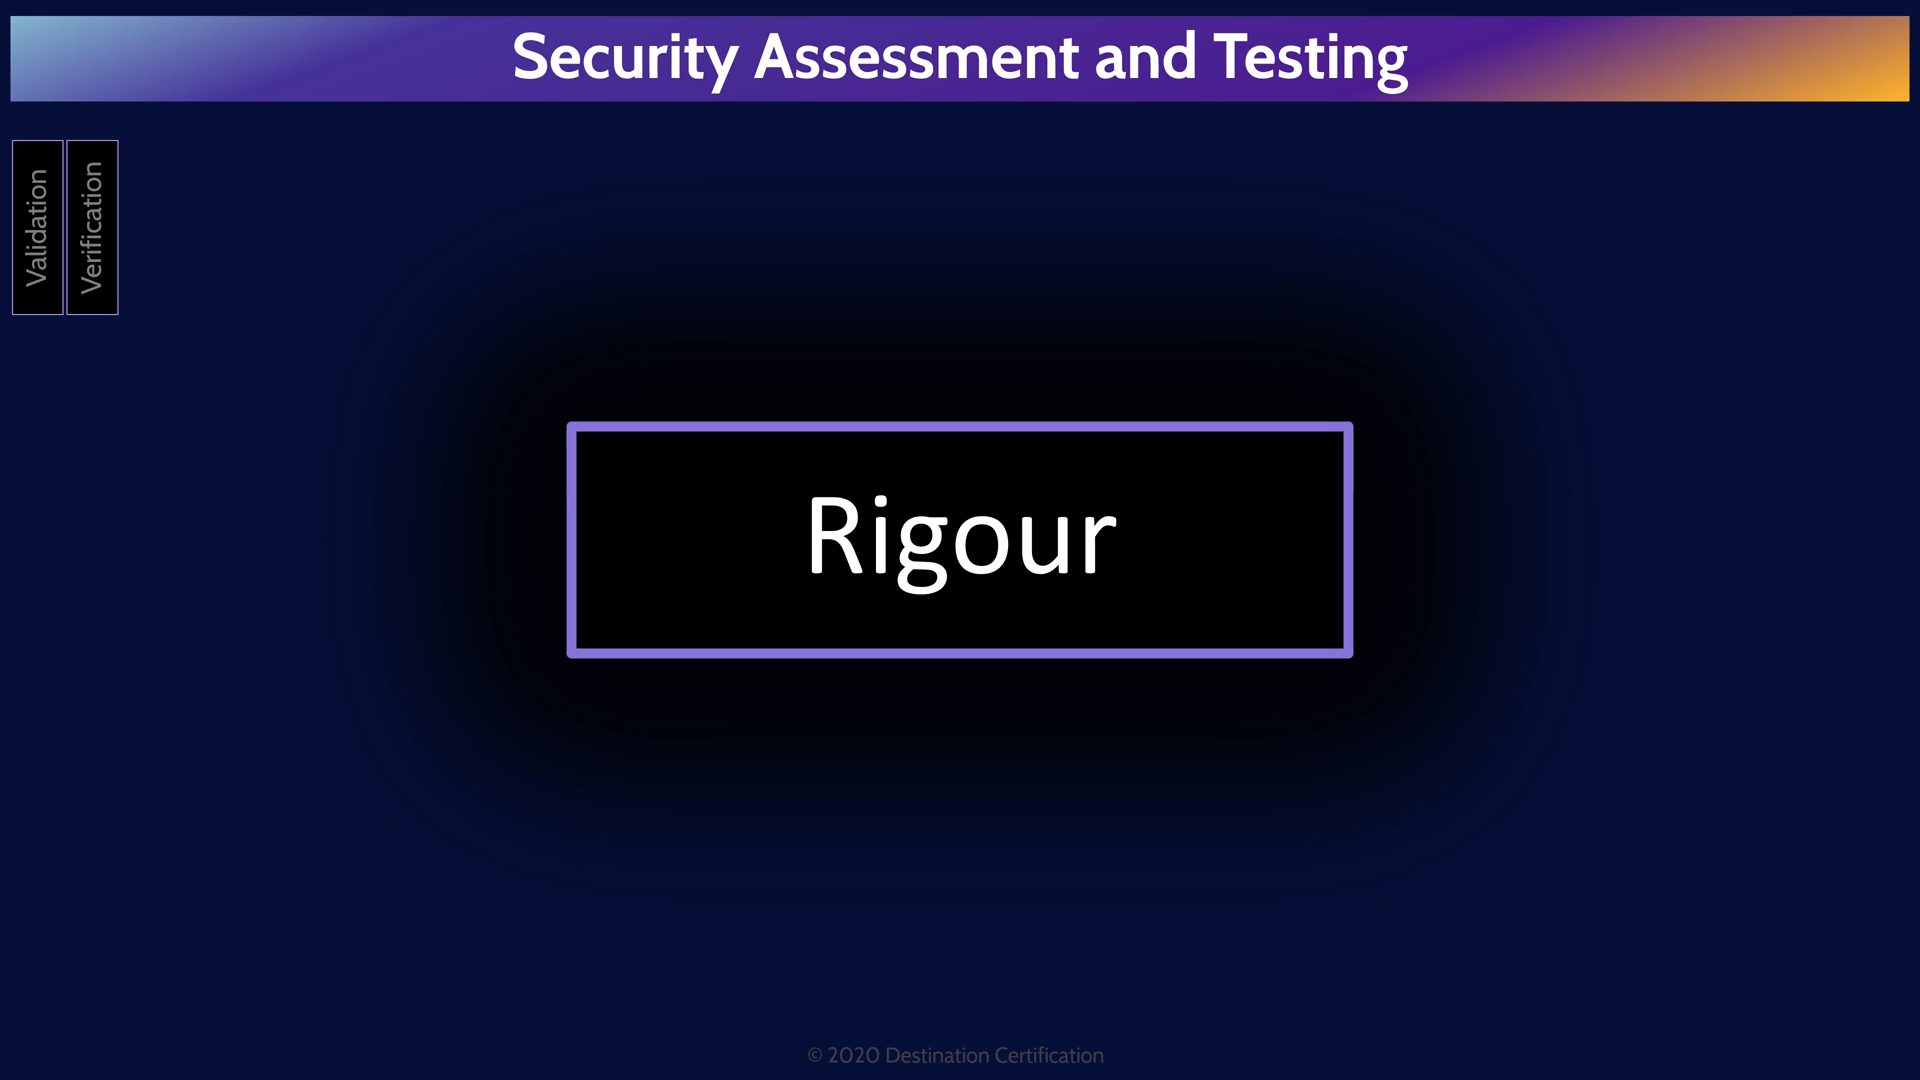 Security Assessment and Testing
Validation
Verification
Rigour
© 2020 Destination Certification